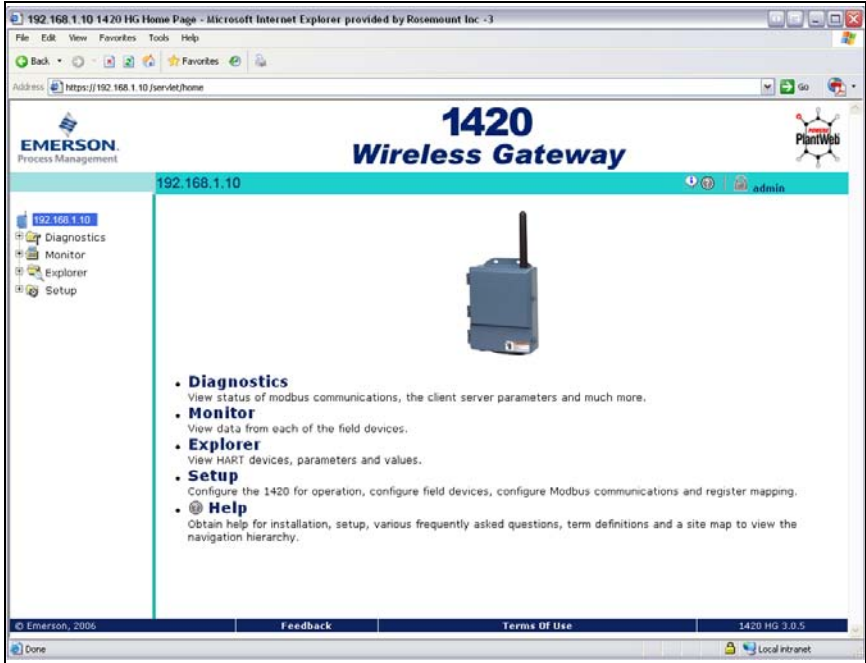 192.168.1.10 1420 HG Home Page - Microsoft Internet Explorer provided by Rosemount Inc -3
File Edit View Favorites Tools Help
Back Favorites
Address https://192.168.1.10/servlet/home Go
EMERSON.
Process Management
1420
Wireless Gateway
POWERED
PlantWeb
192.168.1.10 admin
192.168.1.10
Diagnostics
Monitor
Explorer
Setup
• Diagnostics
View status of modbus communications, the client server parameters and much more.
• Monitor
View data from each of the field devices.
• Explorer
View HART devices, parameters and values.
• Setup
Configure the 1420 for operation, configure field devices, configure Modbus communications and register mapping.
• Help
Obtain help for installation, setup, various frequently asked questions, term definitions and a site map to view the
navigation hierarchy.
© Emerson, 2006 Feedback Terms Of Use 1420 HG 3.0.5
Done Local intranet